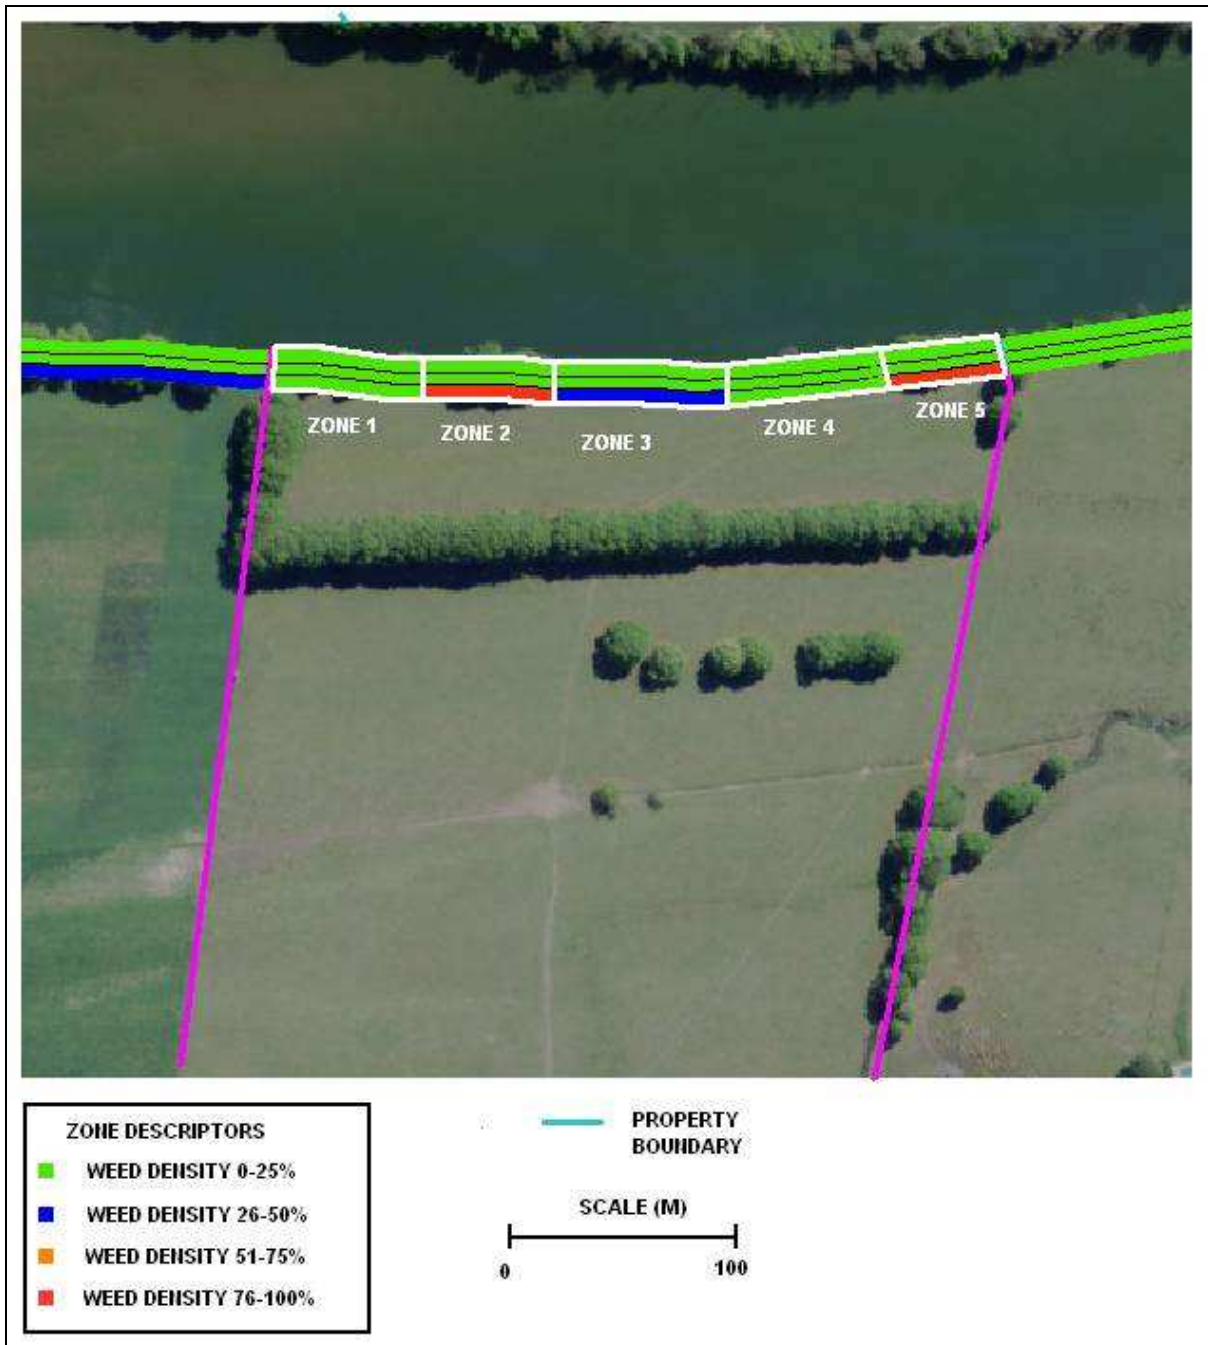 ZONE 1
ZONE 2
ZONE 3
ZONE 4
ZONE 5
ZONE DESCRIPTORS
WEED DENSITY 0-25%
WEED DENSITY 26-50%
WEED DENSITY 51-75%
WEED DENSITY 76-100%
PROPERTY
BOUNDARY
SCALE (M)
0
100